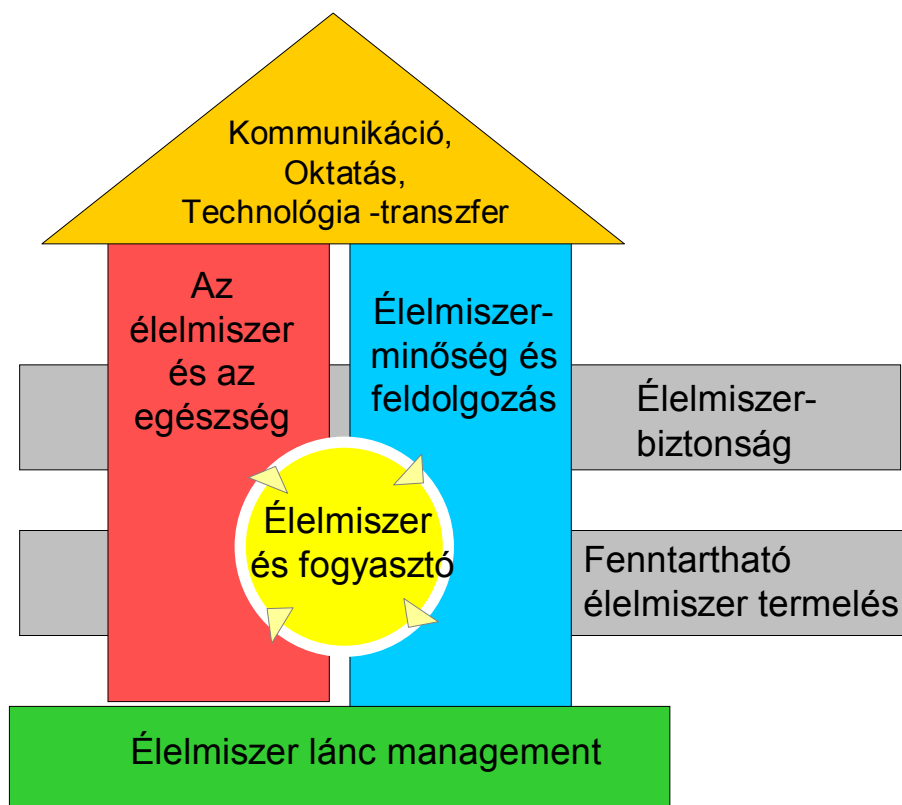 Kommunikáció,
Oktatás,
Technológia -transzfer
Az
élelmiszer
és az
egészség
Élelmiszer-
minőség és
feldolgozás
Élelmiszer-
biztonság
Élelmiszer
és fogyasztó
Fenntartható
élelmiszer termelés
Élelmiszer lánc management